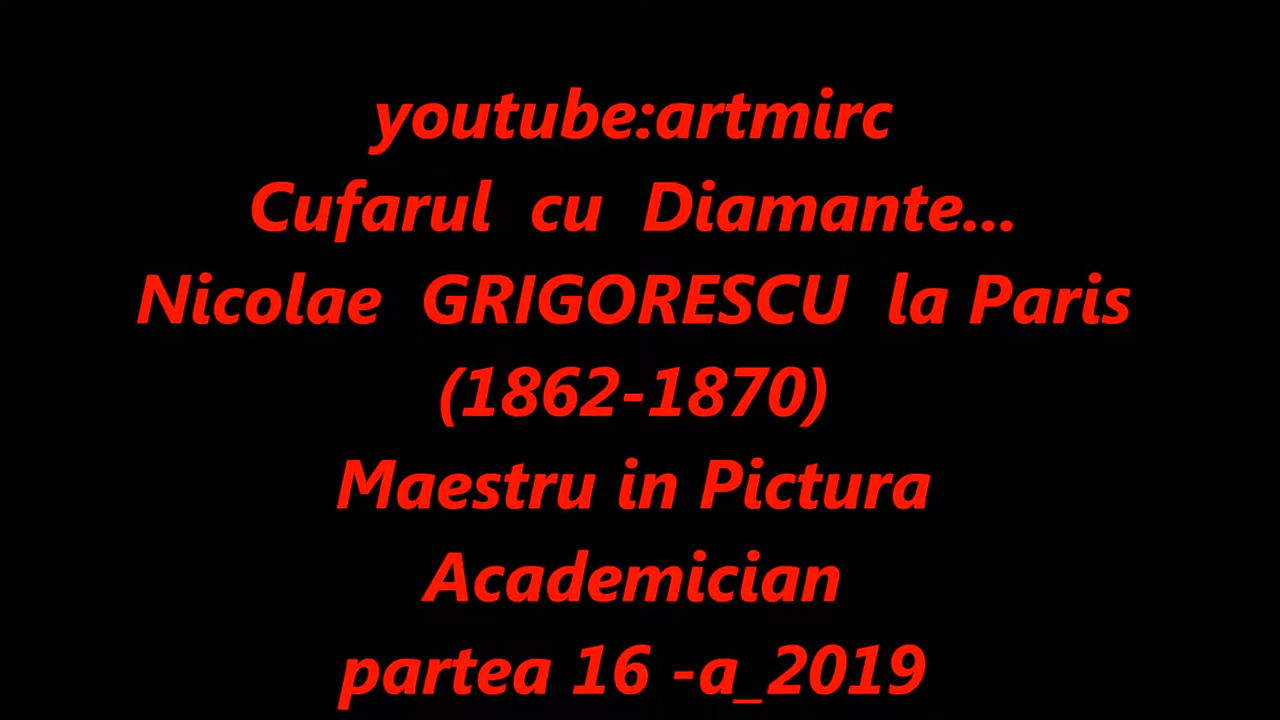 youtube:artmirc
Cufarul cu Diamante...
Nicolae GRIGORESCU la Paris
(1862-1870)
Maestru in Pictura
Academician
partea 16 -a_2019